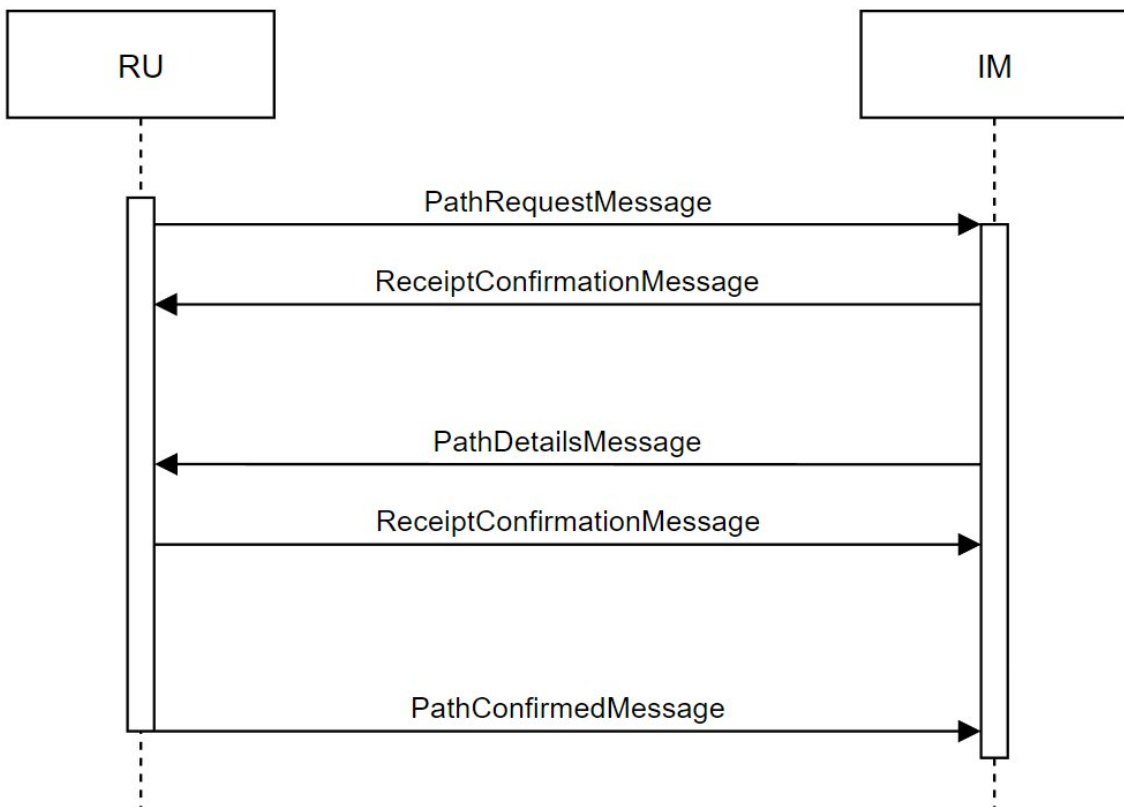 RU
IM
PathRequestMessage
ReceiptConfirmationMessage
PathDetailsMessage
ReceiptConfirmationMessage
PathConfirmedMessage